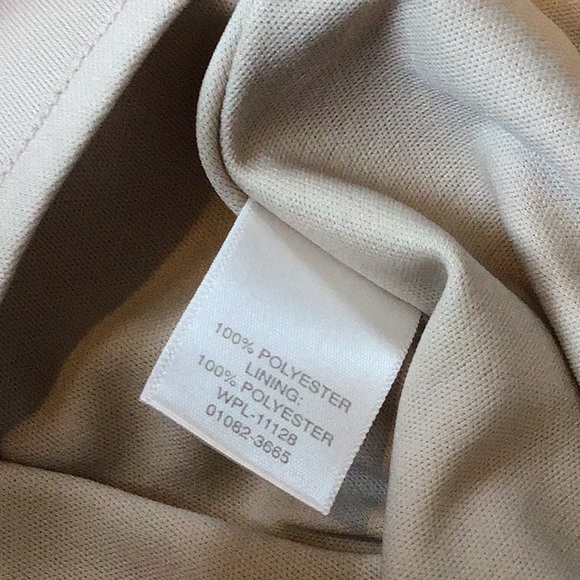 100% POLYESTER
LINING:
100% POLYESTER
WPL-11128
01082-3665